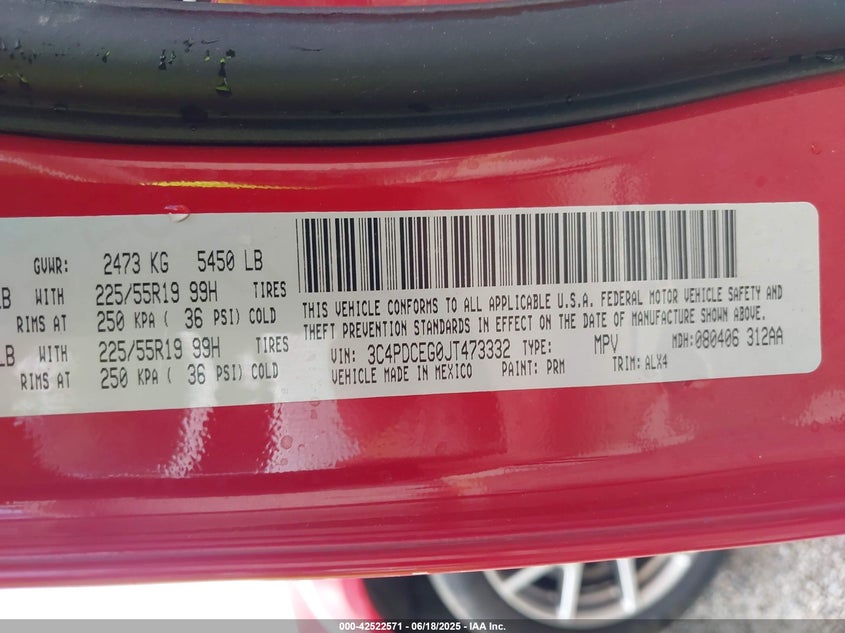 GVWR: 2473 KG 5450 LB
LB WITH 225/55R19 99H TIRES
RIMS AT 250 KPA ( 36 PSI) COLD
LB WITH 225/55R19 99H TIRES
RIMS AT 250 KPA ( 36 PSI) COLD
THIS VEHICLE CONFORMS TO ALL APPLICABLE U.S.A. FEDERAL MOTOR VEHICLE SAFETY AND
THEFT PREVENTION STANDARDS IN EFFECT ON THE DATE OF MANUFACTURE SHOWN ABOVE.
VIN: 3C4PDCEG0JT473332 TYPE: MPV MDH:080406 312AA
VEHICLE MADE IN MEXICO PAINT: PRM TRIM: ALX4
000-42522571 - 06/18/2025 - IAA Inc.